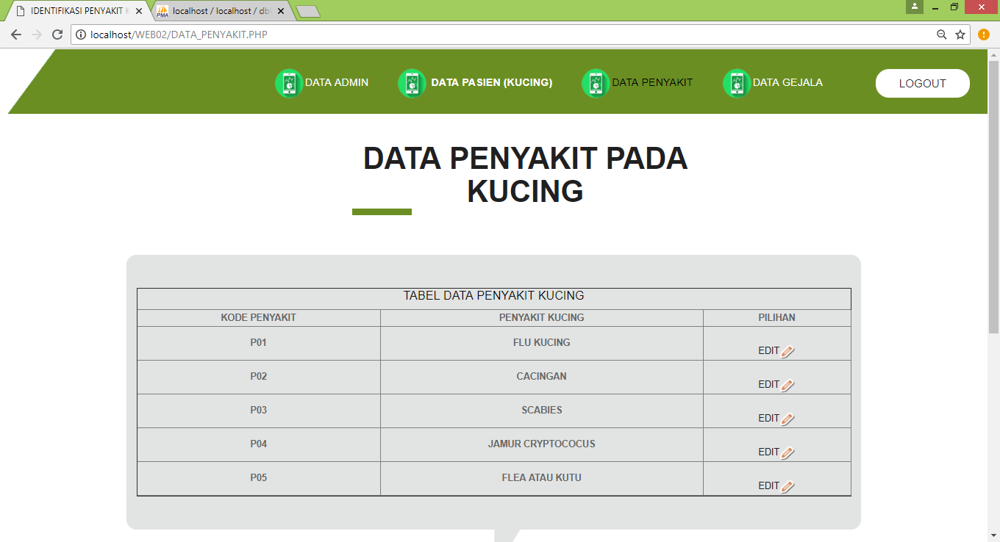 IDENTIFIKASI PENYAKIT K
PMA localhost / localhost / db
localhost/WEB02/DATA_PENYAKIT.PHP
DATA ADMIN DATA PASIEN (KUCING) DATA PENYAKIT DATA GEJALA LOGOUT
DATA PENYAKIT PADA
KUCING
TABEL DATA PENYAKIT KUCING
KODE PENYAKIT PENYAKIT KUCING PILIHAN
P01 FLU KUCING EDIT
P02 CACINGAN EDIT
P03 SCABIES EDIT
P04 JAMUR CRYPTOCOCUS EDIT
P05 FLEA ATAU KUTU EDIT